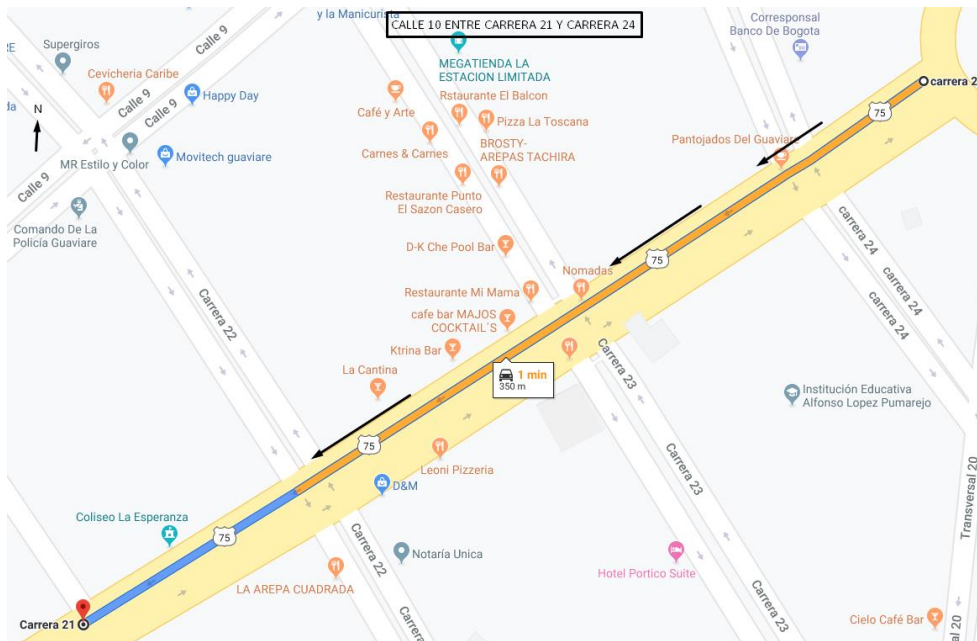 CALLE 10 ENTRE CARRERA 21 Y CARRERA 24
y la Manicurista
Corresponsal
Banco De Bogota
Supergiros
Calle 9
Cevicheria Caribe
MEGATIENDA LA
ESTACION LIMITADA
carrera 2
Happy Day
Calle 9
Calle 9
Café y Arte
Rstaurante El Balcon
Pizza La Toscana
75
N
Pantojados Del Guaviare
MR Estilo y Color
Movitech guaviare
Carnes & Carnes
BROSTY-
AREPAS TACHIRA
Calle 9
Restaurante Punto
El Sazon Casero
Comando De La
Policía Guaviare
carrera 24
carrera 24
D-K Che Pool Bar
75
Nomadas
Carrera 22
Restaurante Mi Mama
cafe bar MAJOS
COCKTAIL´S
Ktrina Bar
Carrera 23
La Cantina
1 min
350 m
Institución Educativa
Alfonso Lopez Pumarejo
75
Leoni Pizzeria
Carrera 23
D&M
Transversal 20
Coliseo La Esperanza
75
Carrera 22
Notaría Unica
Hotel Portico Suite
LA AREPA CUADRADA
Carrera 23
Carrera 21
Carrera
Cielo Café Bar